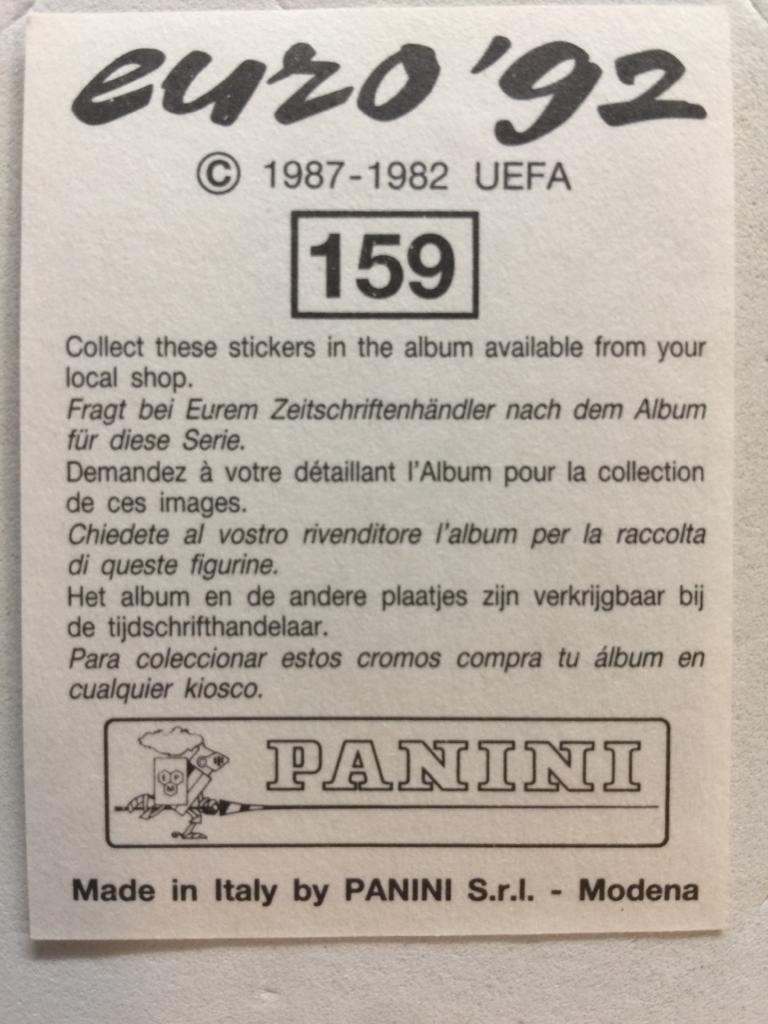 euro '92
© 1987-1982 UEFA
159
Collect these stickers in the album available from your
local shop.
Fragt bei Eurem Zeitschriftenhändler nach dem Album
für diese Serie.
Demandez à votre détaillant l'Album pour la collection
de ces images.
Chiedete al vostro rivenditore l'album per la raccolta
di queste figurine.
Het album en de andere plaatjes zijn verkrijgbaar bij
de tijdschrifthandelaar.
Para coleccionar estos cromos compra tu álbum en
cualquier kiosco.
PANINI
Made in Italy by PANINI S.r.l. - Modena